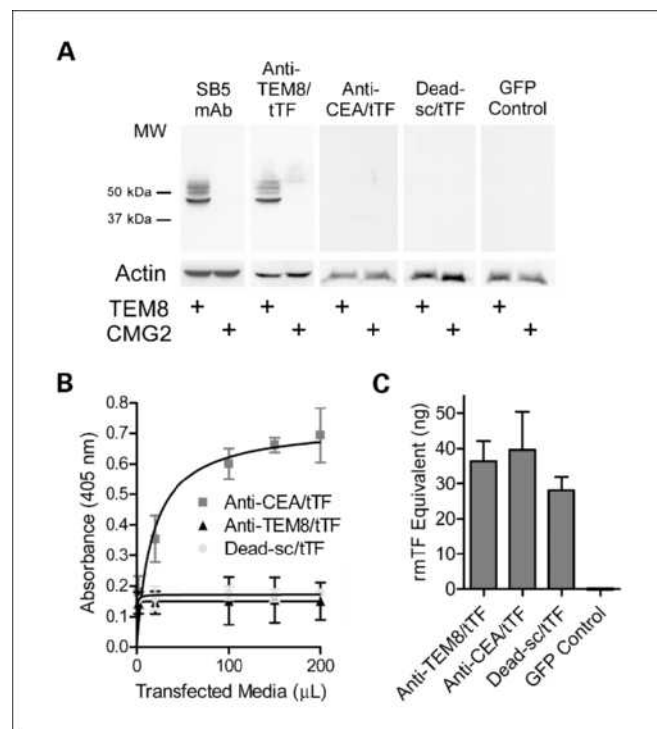 A
SB5 mAb
Anti-TEM8/tTF
Anti-CEA/tTF
Dead-sc/tTF
GFP Control
MW
50 kDa
37 kDa
Actin
TEM8 + + + + +
CMG2 + + + + +
B
Absorbance (405 nm)
0.8
0.7
0.6
0.5
0.4
0.3
0.2
0.1
0.0
Anti-CEA/tTF
Anti-TEM8/tTF
Dead-sc/tTF
0 100 200
Transfected Media (µL)
C
rmTF Equivalent (ng)
50
40
30
20
10
0
Anti-TEM8/tTF
Anti-CEA/tTF
Dead-sc/tTF
GFP Control